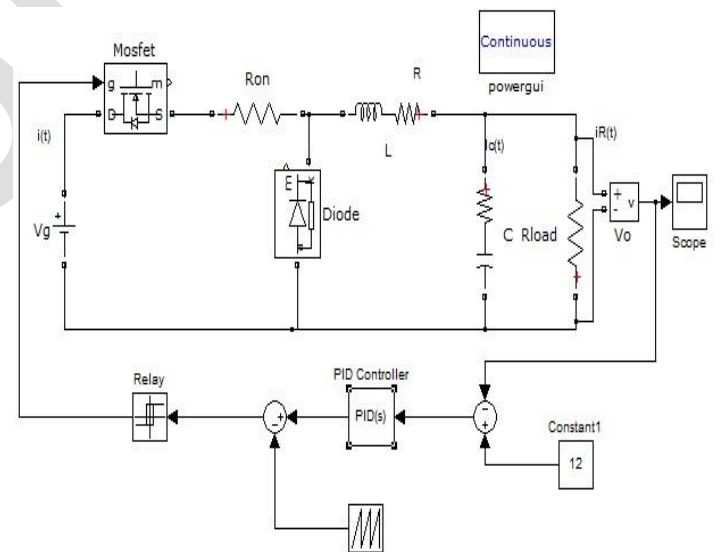 Continuous
powergui
Mosfet
g
m
D
S
Ron
R
L
i(t)
Ic(t)
iR(t)
E
Diode
Vg
C
Rload
+
-
v
Vo
Scope
Relay
PID Controller
PID(s)
Constant1
12